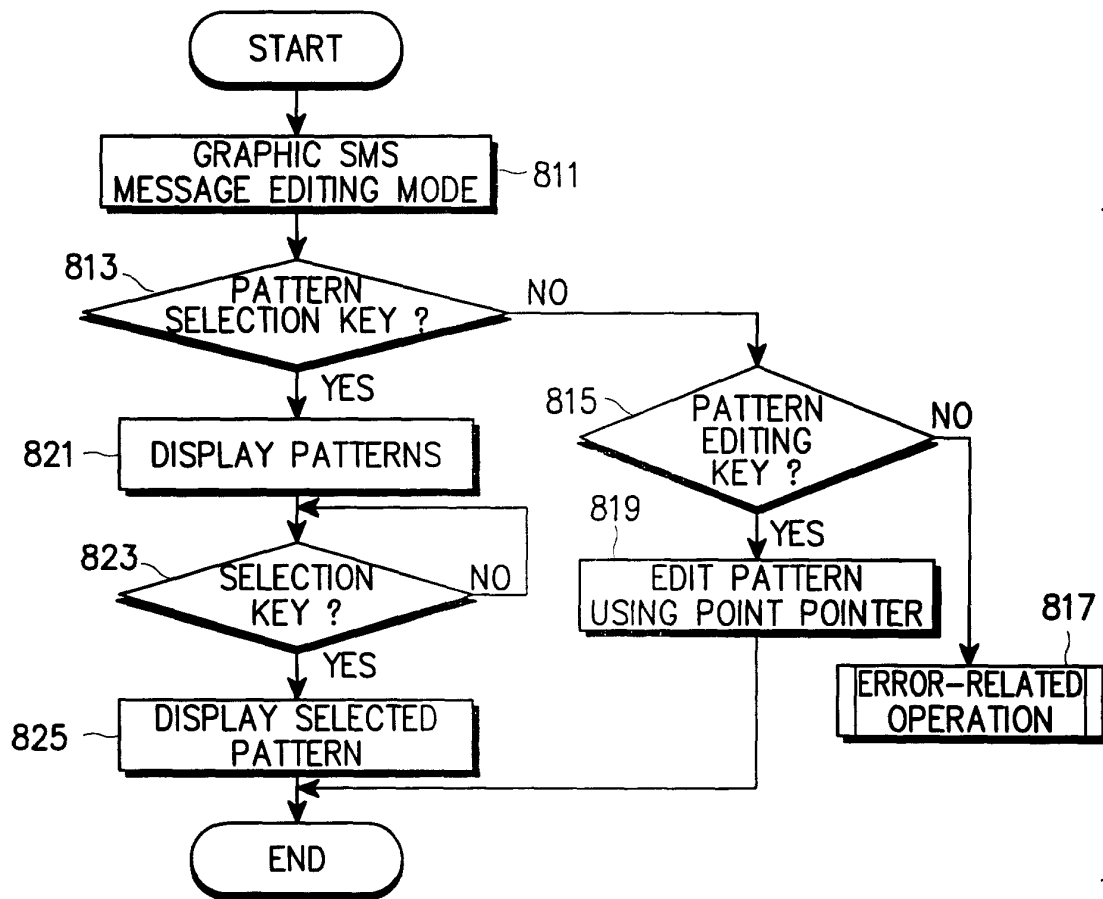 START
GRAPHIC SMS
MESSAGE EDITING MODE
811
813
PATTERN
SELECTION KEY ?
NO
YES
815
PATTERN
EDITING
KEY ?
NO
821
DISPLAY PATTERNS
819
YES
823
SELECTION
KEY ?
NO
EDIT PATTERN
USING POINT POINTER
817
YES
ERROR-RELATED
OPERATION
825
DISPLAY SELECTED
PATTERN
END